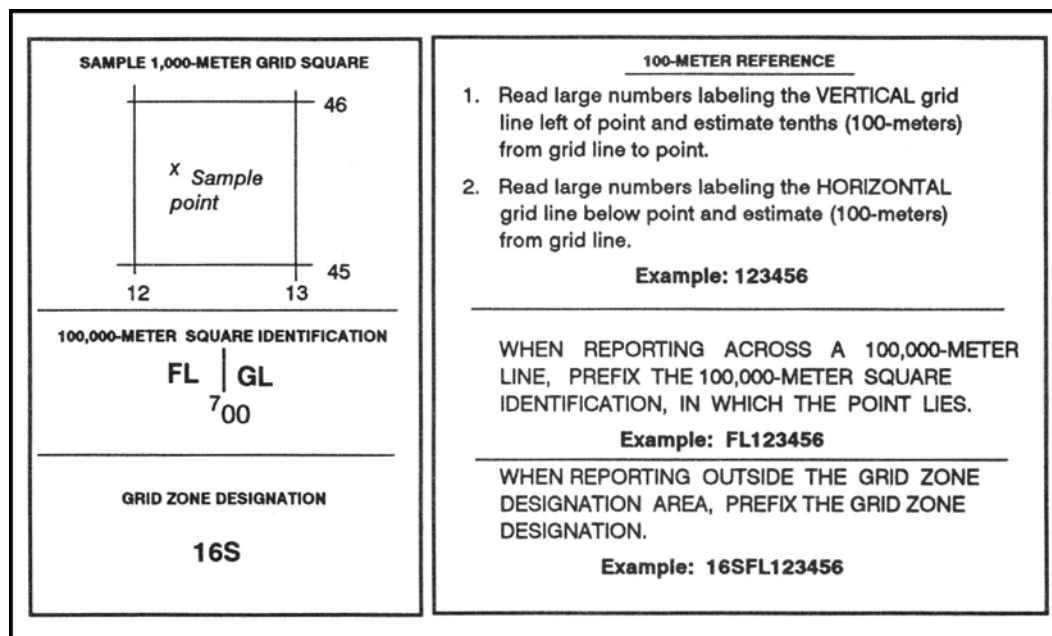 SAMPLE 1,000-METER GRID SQUARE
46
x Sample
point
45
12 13
100,000-METER SQUARE IDENTIFICATION
FL | GL
⁷00
GRID ZONE DESIGNATION
16S
100-METER REFERENCE
1. Read large numbers labeling the VERTICAL grid
line left of point and estimate tenths (100-meters)
from grid line to point.
2. Read large numbers labeling the HORIZONTAL
grid line below point and estimate (100-meters)
from grid line.
Example: 123456
WHEN REPORTING ACROSS A 100,000-METER
LINE, PREFIX THE 100,000-METER SQUARE
IDENTIFICATION, IN WHICH THE POINT LIES.
Example: FL123456
WHEN REPORTING OUTSIDE THE GRID ZONE
DESIGNATION AREA, PREFIX THE GRID ZONE
DESIGNATION.
Example: 16SFL123456